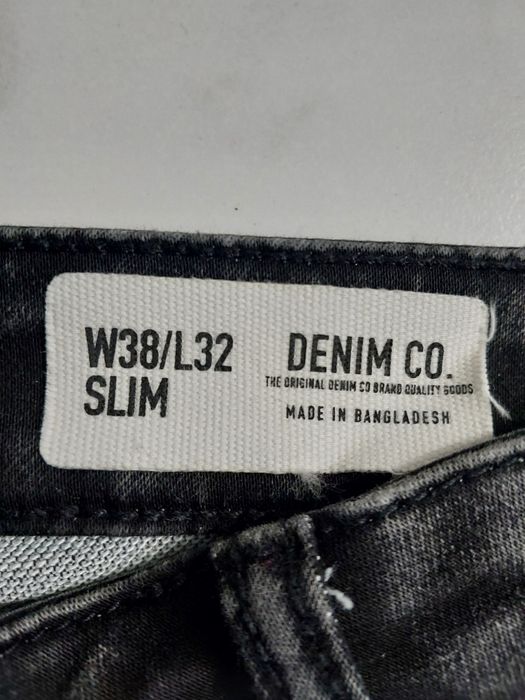 W38/L32
SLIM
DENIM CO.
THE ORIGINAL DENIM CO BRAND QUALITY GOODS
MADE IN BANGLADESH